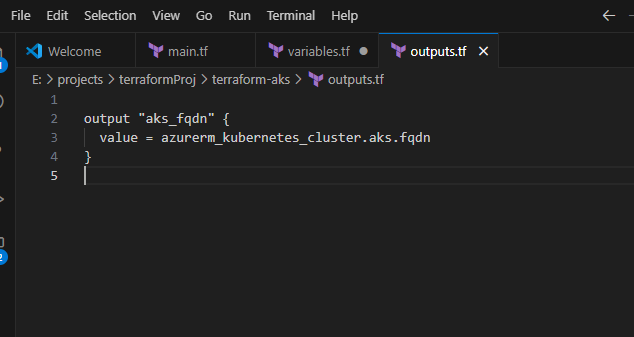 File Edit Selection View Go Run Terminal Help
Welcome main.tf variables.tf outputs.tf
E: > projects > terraformProj > terraform-aks > outputs.tf
1
2 output "aks_fqdn" {
3 value = azurerm_kubernetes_cluster.aks.fqdn
4 }
5
2